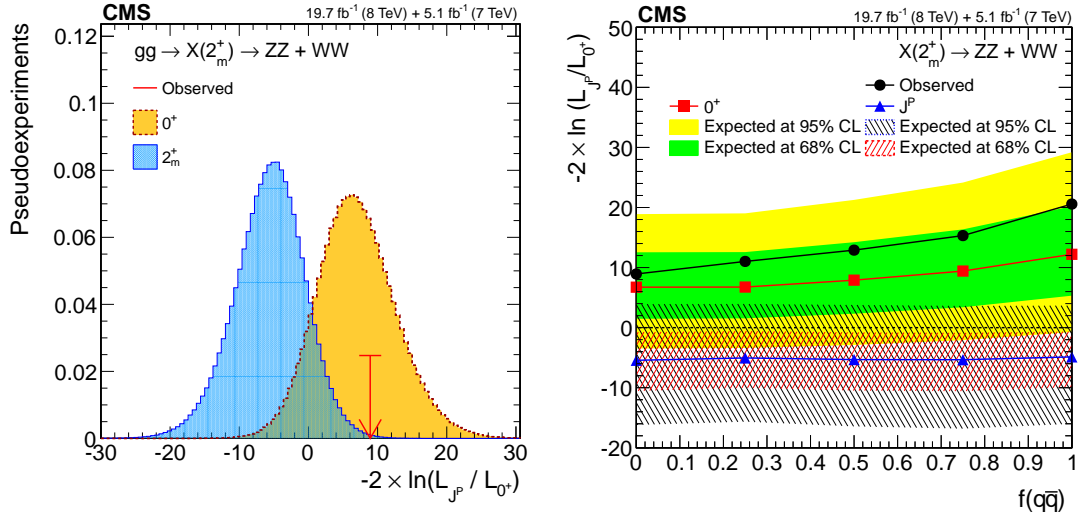 CMS
19.7 fb⁻¹ (8 TeV) + 5.1 fb⁻¹ (7 TeV)
Pseudoexperiments
0.12
0.1
0.08
0.06
0.04
0.02
0
gg → X(2⁺ₘ) → ZZ + WW
Observed
0⁺
2⁺ₘ
-30 -20 -10 0 10 20 30
-2 × ln(L_Jᴾ / L_0⁺)
CMS
19.7 fb⁻¹ (8 TeV) + 5.1 fb⁻¹ (7 TeV)
-2 × ln (L_Jᴾ/L_0⁺)
50
40
30
20
10
0
-10
-20
X(2⁺ₘ) → ZZ + WW
Observed
0⁺ Jᴾ
Expected at 95% CL Expected at 95% CL
Expected at 68% CL Expected at 68% CL
0 0.1 0.2 0.3 0.4 0.5 0.6 0.7 0.8 0.9 1
f(qq̅)